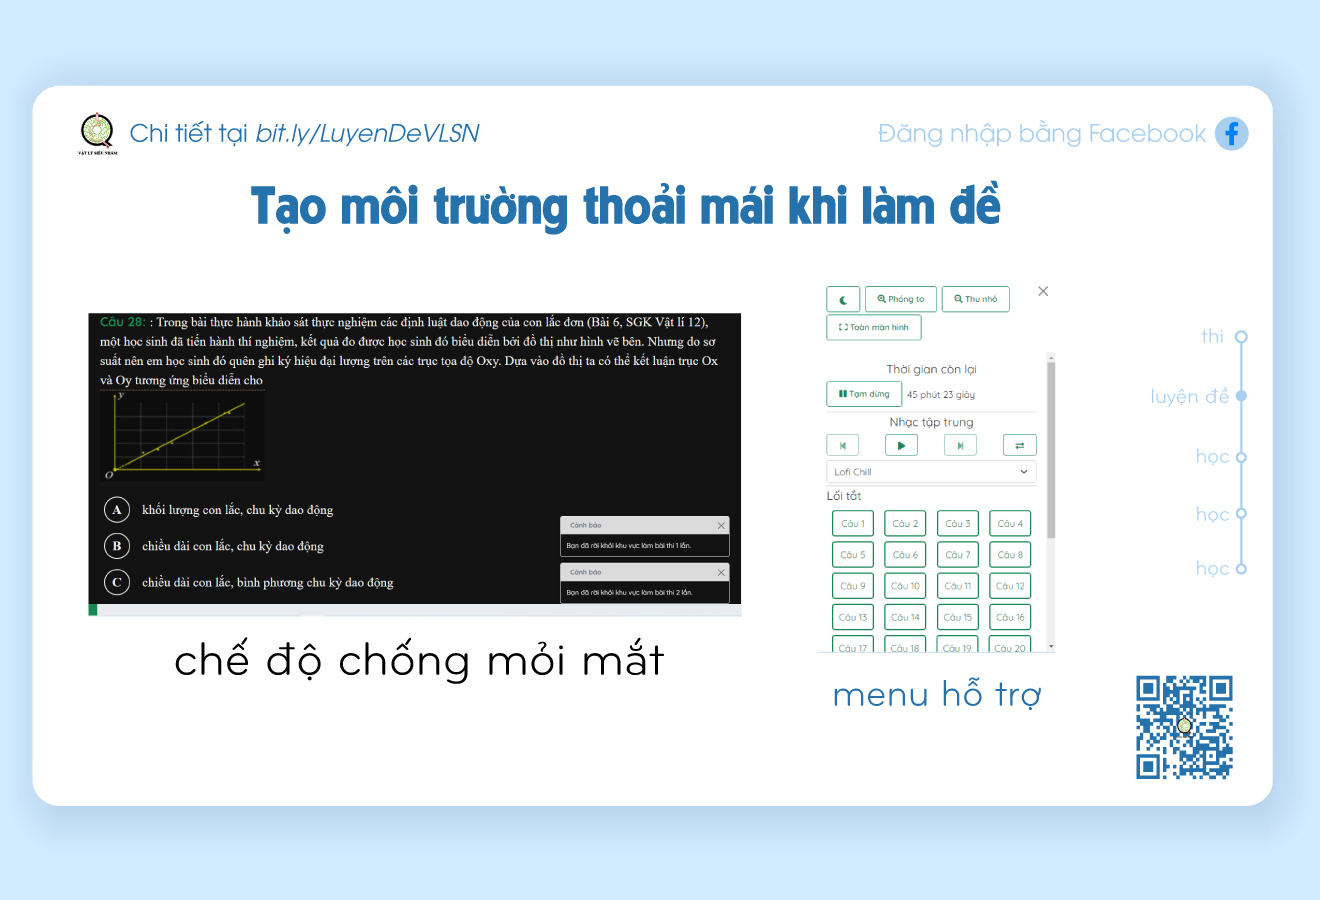 VẬT LÝ SIÊU NHÂM
Chi tiết tại bit.ly/LuyenDeVLSN
Đăng nhập bằng Facebook
Tạo môi trường thoải mái khi làm đề
Câu 28: : Trong bài thực hành khảo sát thực nghiệm các định luật dao động của con lắc đơn (Bài 6, SGK Vật lí 12),
một học sinh đã tiến hành thí nghiệm, kết quả đo được học sinh đó biểu diễn bởi đồ thị như hình vẽ bên. Nhưng do sơ
suất nên em học sinh đó quên ghi ký hiệu đại lượng trên các trục tọa độ Oxy. Dựa vào đồ thị ta có thể kết luận trục Ox
và Oy tương ứng biểu diễn cho
y
x
O
A khối lượng con lắc, chu kỳ dao động
B chiều dài con lắc, chu kỳ dao động
C chiều dài con lắc, bình phương chu kỳ dao động
Cảnh báo
Bạn đã rời khỏi khu vực làm bài thi 1 lần.
Cảnh báo
Bạn đã rời khỏi khu vực làm bài thi 2 lần.
chế độ chống mỏi mắt
Phóng to
Thu nhỏ
Toàn màn hình
Thời gian còn lại
Tạm dừng 45 phút 23 giây
Nhạc tập trung
Lofi Chill
Lối tắt
Câu 1 Câu 2 Câu 3 Câu 4
Câu 5 Câu 6 Câu 7 Câu 8
Câu 9 Câu 10 Câu 11 Câu 12
Câu 13 Câu 14 Câu 15 Câu 16
Câu 17 Câu 18 Câu 19 Câu 20
menu hỗ trợ
thi
luyện đề
học
học
học